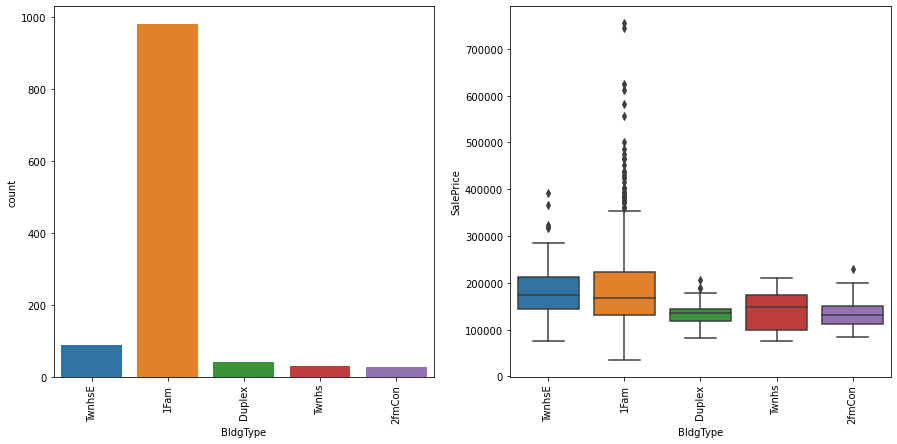 count
1000
800
600
400
200
0
TwnhsE
1Fam
Duplex
Twnhs
2fmCon
BldgType
SalePrice
700000
600000
500000
400000
300000
200000
100000
0
TwnhsE
1Fam
Duplex
Twnhs
2fmCon
BldgType